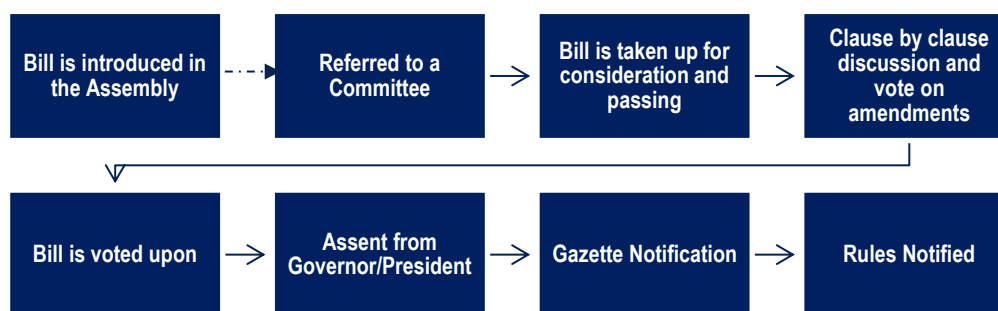 Bill is introduced in
the Assembly
Referred to a
Committee
Bill is taken up for
consideration and
passing
Clause by clause
discussion and
vote on
amendments
Bill is voted upon
Assent from
Governor/President
Gazette Notification
Rules Notified